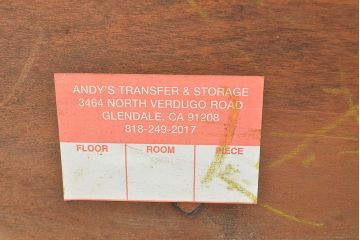 ANDY'S TRANSFER & STORAGE
3464 NORTH VERDUGO ROAD
GLENDALE, CA 91208
818-249-2017
FLOOR ROOM PIECE